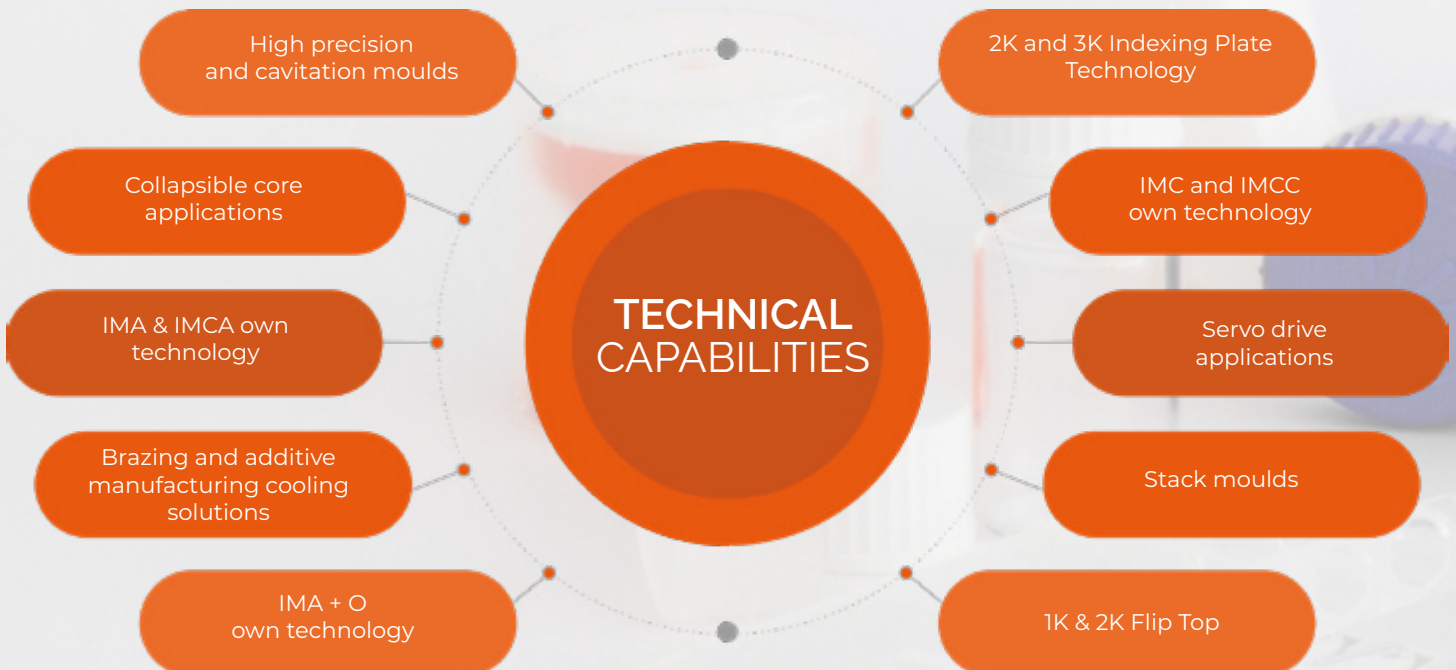 High precision
and cavitation moulds
Collapsible core
applications
IMA & IMCA own
technology
Brazing and additive
manufacturing cooling
solutions
IMA + O
own technology
TECHNICAL
CAPABILITIES
2K and 3K Indexing Plate
Technology
IMC and IMCC
own technology
Servo drive
applications
Stack moulds
1K & 2K Flip Top